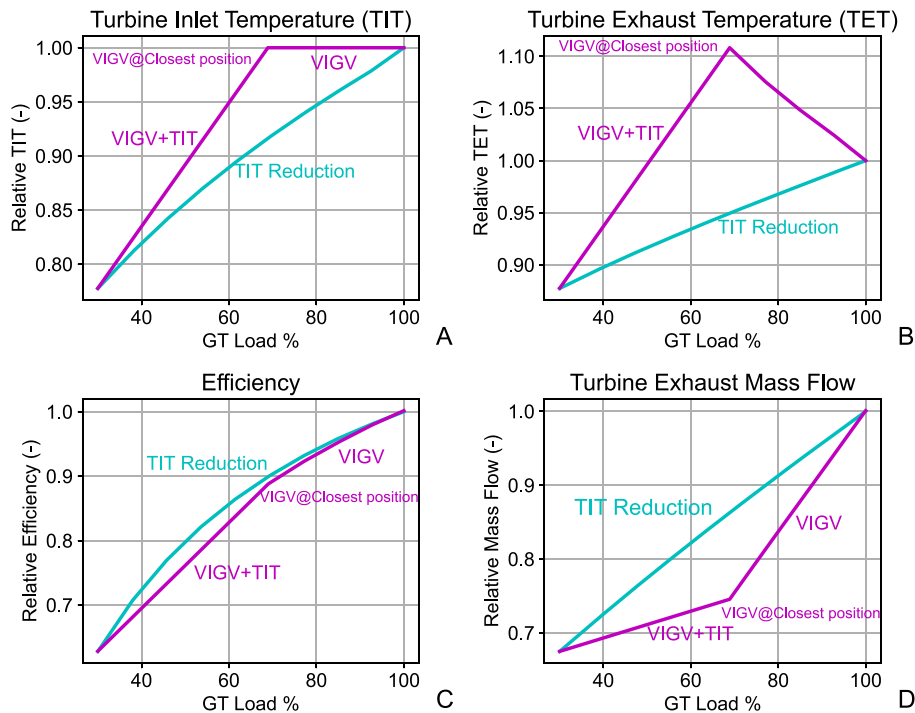 Turbine Inlet Temperature (TIT)
Relative TIT (-)
1.00
0.95
0.90
0.85
0.80
VIGV@Closest position
VIGV
VIGV+TIT
TIT Reduction
40
60
80
100
GT Load %
A
Turbine Exhaust Temperature (TET)
Relative TET (-)
1.10
1.05
1.00
0.95
0.90
VIGV@Closest position
VIGV+TIT
TIT Reduction
40
60
80
100
GT Load %
B
Efficiency
Relative Efficiency (-)
1.0
0.9
0.8
0.7
TIT Reduction
VIGV
VIGV@Closest position
VIGV+TIT
40
60
80
100
GT Load %
C
Turbine Exhaust Mass Flow
Relative Mass Flow (-)
1.0
0.9
0.8
0.7
TIT Reduction
VIGV
VIGV@Closest position
VIGV+TIT
40
60
80
100
GT Load %
D